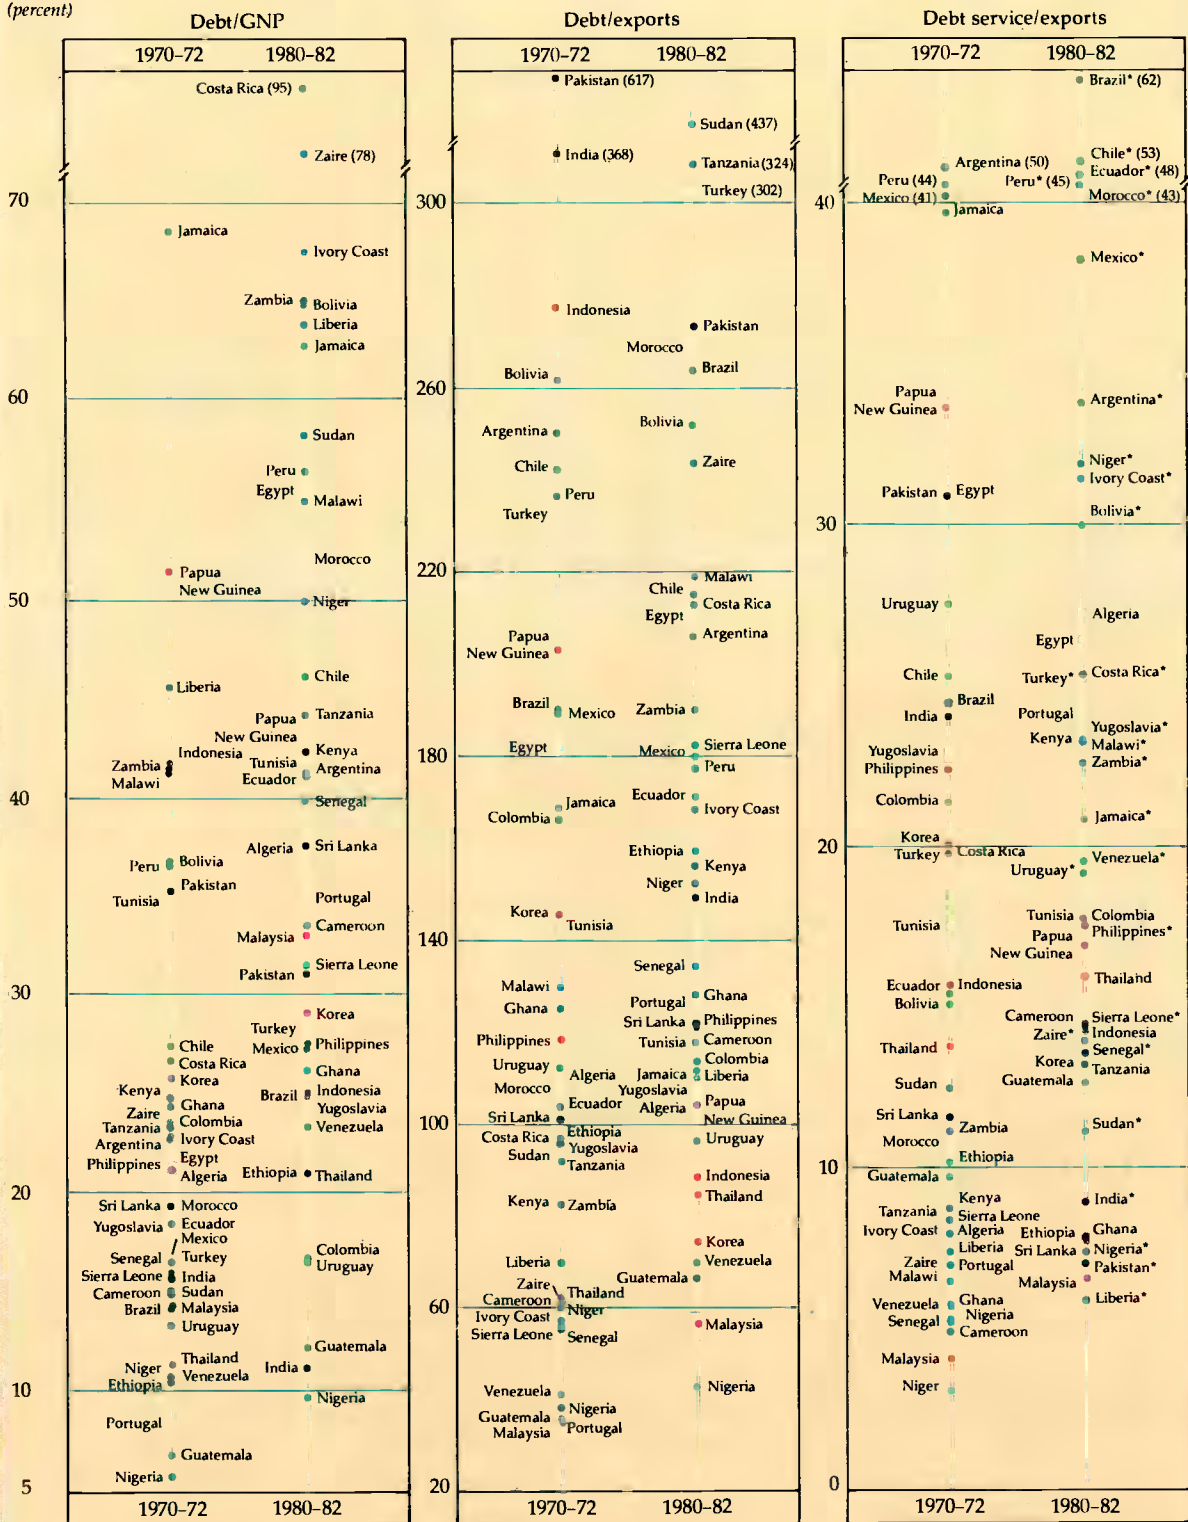 (percent)
Debt/GNP
1970–72 1980–82
Costa Rica (95)
Zaire (78)
70
Jamaica
Ivory Coast
Zambia Bolivia
Liberia
Jamaica
60
Sudan
Peru
Egypt Malawi
Morocco
Papua
New Guinea
50
Niger
Chile
Liberia
Papua Tanzania
New Guinea
Indonesia Kenya
Zambia Tunisia Argentina
Malawi Ecuador
40
Senegal
Algeria Sri Lanka
Peru Bolivia
Pakistan
Tunisia Portugal
Cameroon
Malaysia
Sierra Leone
Pakistan
30
Korea
Turkey
Chile Mexico Philippines
Costa Rica
Korea Ghana
Kenya Brazil Indonesia
Zaire Ghana Yugoslavia
Tanzania Colombia Venezuela
Argentina Ivory Coast
Philippines Egypt
Algeria Ethiopia Thailand
20
Sri Lanka Morocco
Yugoslavia Ecuador
Mexico
Senegal Turkey Colombia
Sierra Leone India Uruguay
Cameroon Sudan
Brazil Malaysia
Uruguay
Guatemala
Niger Thailand India
Ethiopia Venezuela
10
Nigeria
Portugal
Guatemala
Nigeria
5
1970–72 1980–82
Debt/exports
1970–72 1980–82
Pakistan (617)
Sudan (437)
India (368) Tanzania (324)
Turkey (302)
300
Indonesia
Pakistan
Morocco
Bolivia Brazil
260
Bolivia
Argentina
Chile Zaire
Peru
Turkey
220
Malawi
Chile
Costa Rica
Egypt
Papua Argentina
New Guinea
Brazil Mexico Zambia
Egypt Sierra Leone
180
Mexico
Peru
Ecuador
Jamaica Ivory Coast
Colombia
Ethiopia
Kenya
Niger
India
Korea
Tunisia
140
Senegal
Malawi
Ghana Portugal Ghana
Sri Lanka Philippines
Philippines Tunisia Cameroon
Uruguay Colombia
Algeria Jamaica Liberia
Morocco Yugoslavia
Ecuador Algeria Papua
Sri Lanka New Guinea
100
Costa Rica Ethiopia Uruguay
Sudan Yugoslavia
Tanzania
Indonesia
Kenya Zambia Thailand
Korea
Liberia Venezuela
Guatemala
Zaire Thailand
Cameroon Niger
60
Ivory Coast Malaysia
Sierra Leone Senegal
Venezuela Nigeria
Nigeria
Guatemala
Malaysia Portugal
20
1970–72 1980–82
Debt service/exports
1970–72 1980–82
Brazil* (62)
Argentina (50) Chile* (53)
Ecuador* (48)
Peru (44) Peru* (45)
Mexico (41) Morocco* (43)
40
Jamaica
Mexico*
Papua
New Guinea Argentina*
Niger*
Ivory Coast*
Pakistan Egypt
Bolivia*
30
Uruguay
Algeria
Egypt
Chile Turkey* Costa Rica*
Brazil
India Portugal
Yugoslavia*
Kenya Malawi*
Yugoslavia Zambia*
Philippines
Colombia
Jamaica*
Korea
20
Turkey Costa Rica Venezuela*
Uruguay*
Tunisia Tunisia Colombia
Papua Philippines*
New Guinea
Ecuador Indonesia Thailand
Bolivia
Cameroon Sierra Leone*
Zaire* Indonesia
Thailand Senegal*
Korea Tanzania
Sudan Guatemala
Sri Lanka
Zambia Sudan*
Morocco
Ethiopia
10
Guatemala
Kenya India*
Tanzania Sierra Leone
Ivory Coast Algeria Ethiopia Ghana
Liberia Sri Lanka Nigeria*
Zaire Portugal Pakistan*
Malawi Malaysia
Venezuela Ghana Liberia*
Senegal Nigeria
Cameroon
Malaysia
Niger
0
1970–72 1980–82